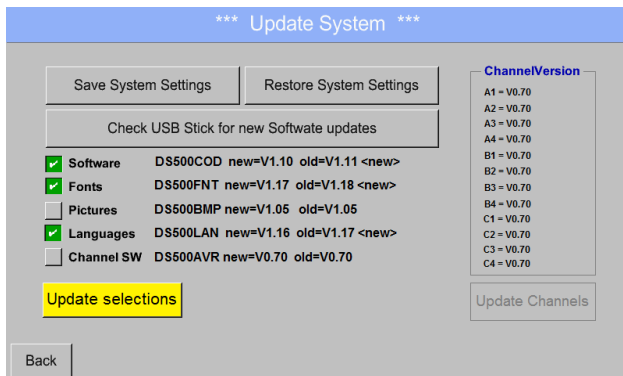 *** Update System ***
Save System Settings
Restore System Settings
Check USB Stick for new Softwate updates
Software DS500COD new=V1.10 old=V1.11 <new>
Fonts DS500FNT new=V1.17 old=V1.18 <new>
Pictures DS500BMP new=V1.05 old=V1.05
Languages DS500LAN new=V1.16 old=V1.17 <new>
Channel SW DS500AVR new=V0.70 old=V0.70
Update selections
ChannelVersion
A1 = V0.70
A2 = V0.70
A3 = V0.70
A4 = V0.70
B1 = V0.70
B2 = V0.70
B3 = V0.70
B4 = V0.70
C1 = V0.70
C2 = V0.70
C3 = V0.70
C4 = V0.70
Update Channels
Back